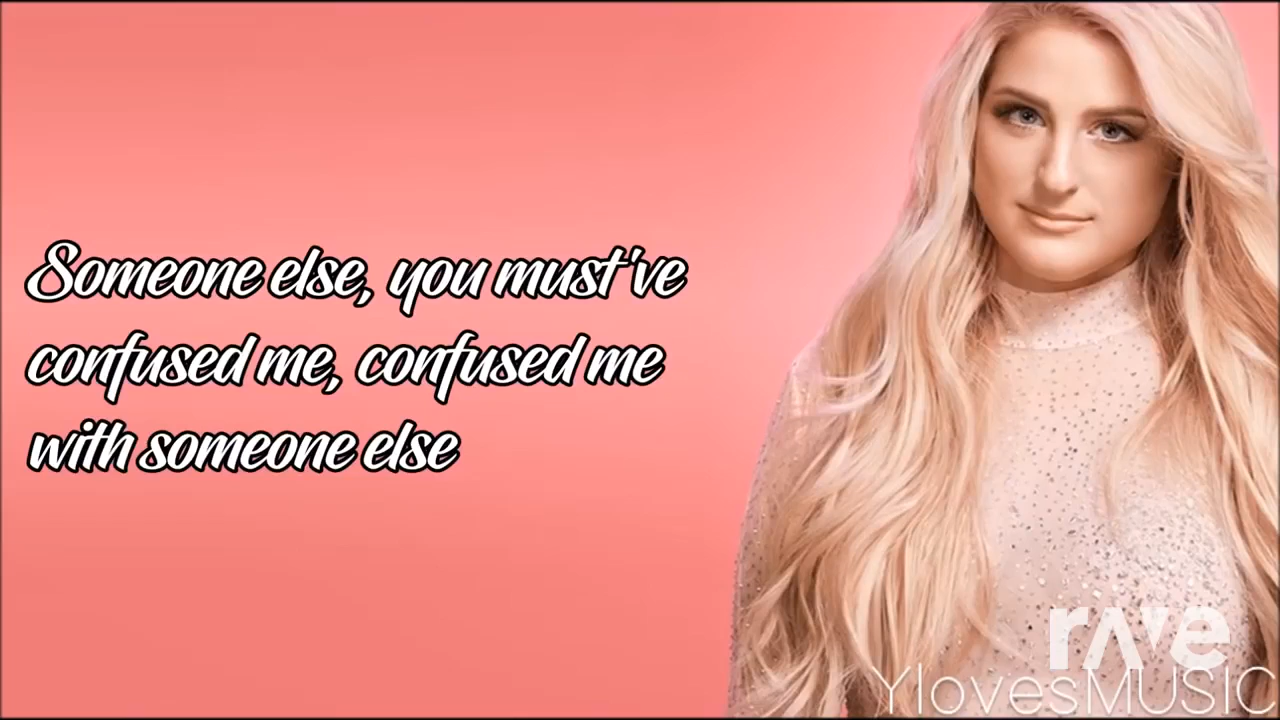 Someone else, you must've
confused me, confused me
with someone else
rave
YlovesMUSIC